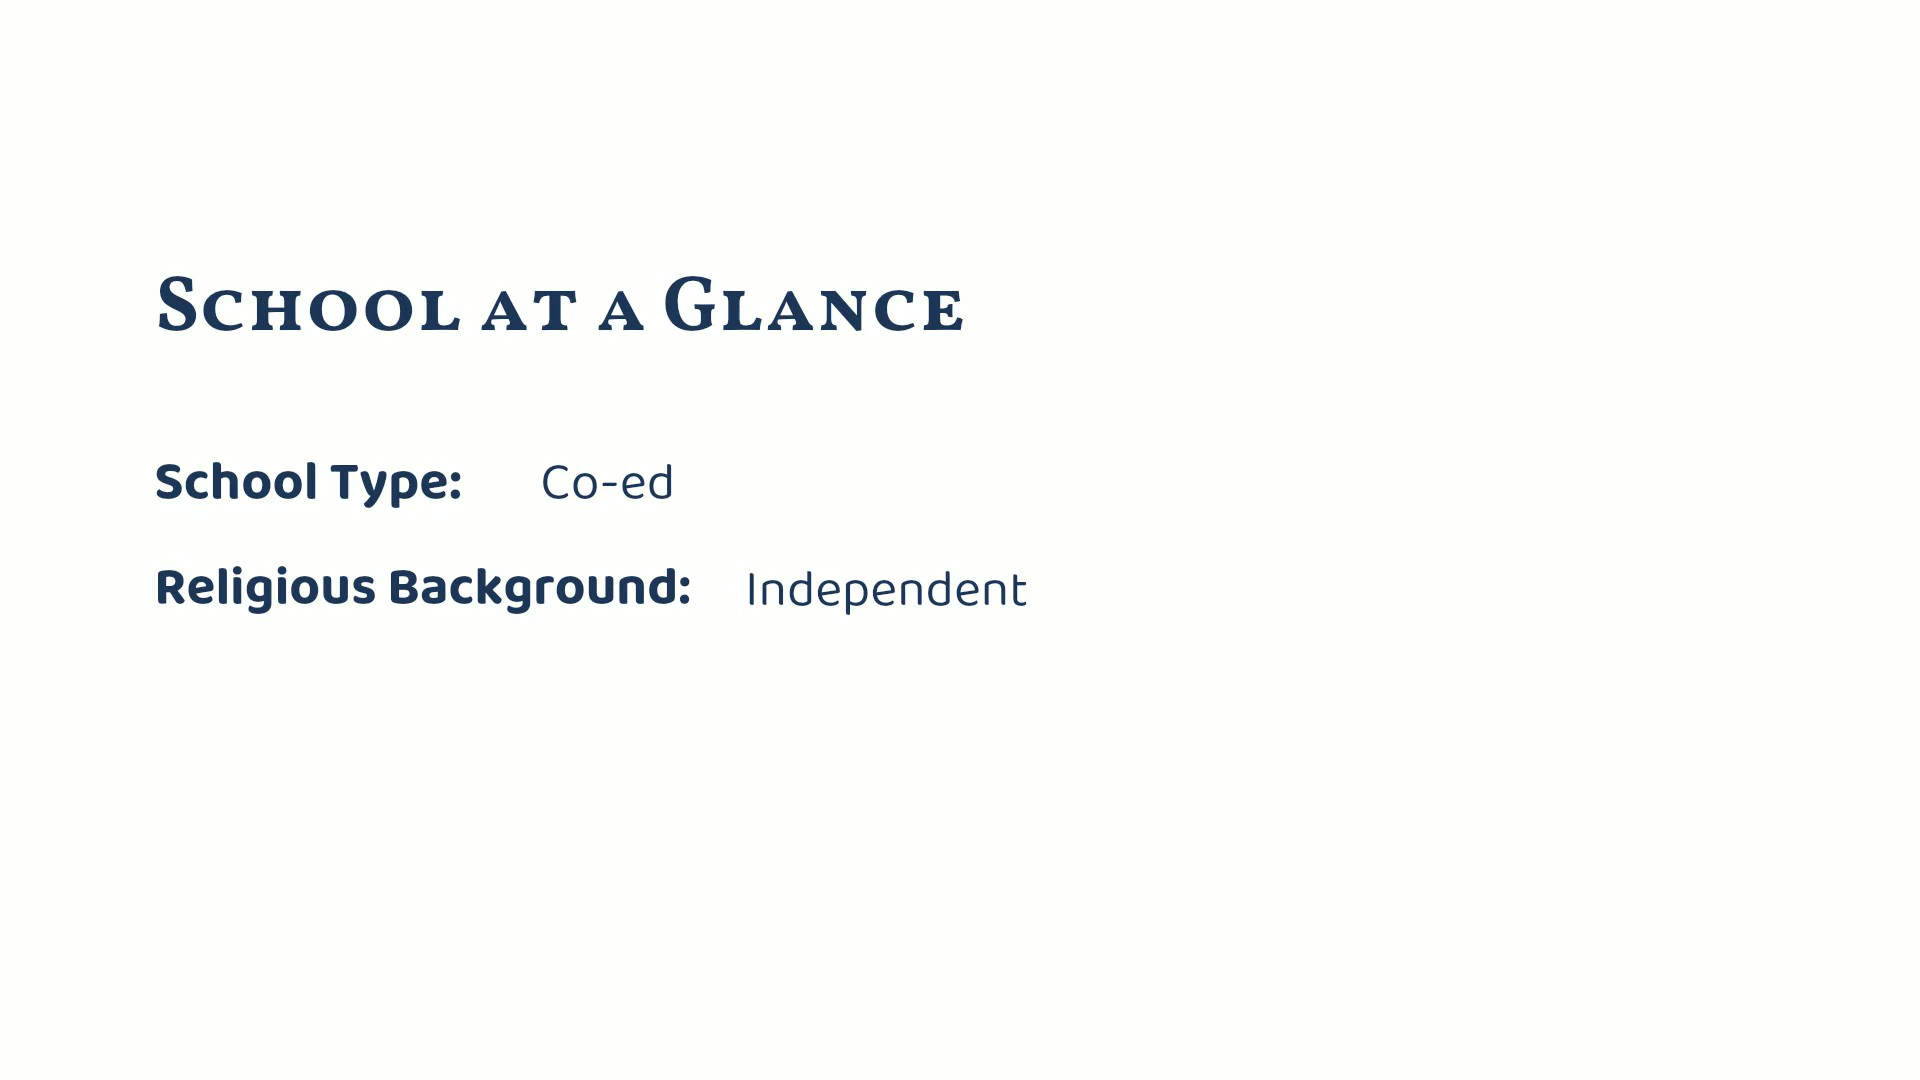 School at a Glance
School Type: Co-ed
Religious Background: Independent